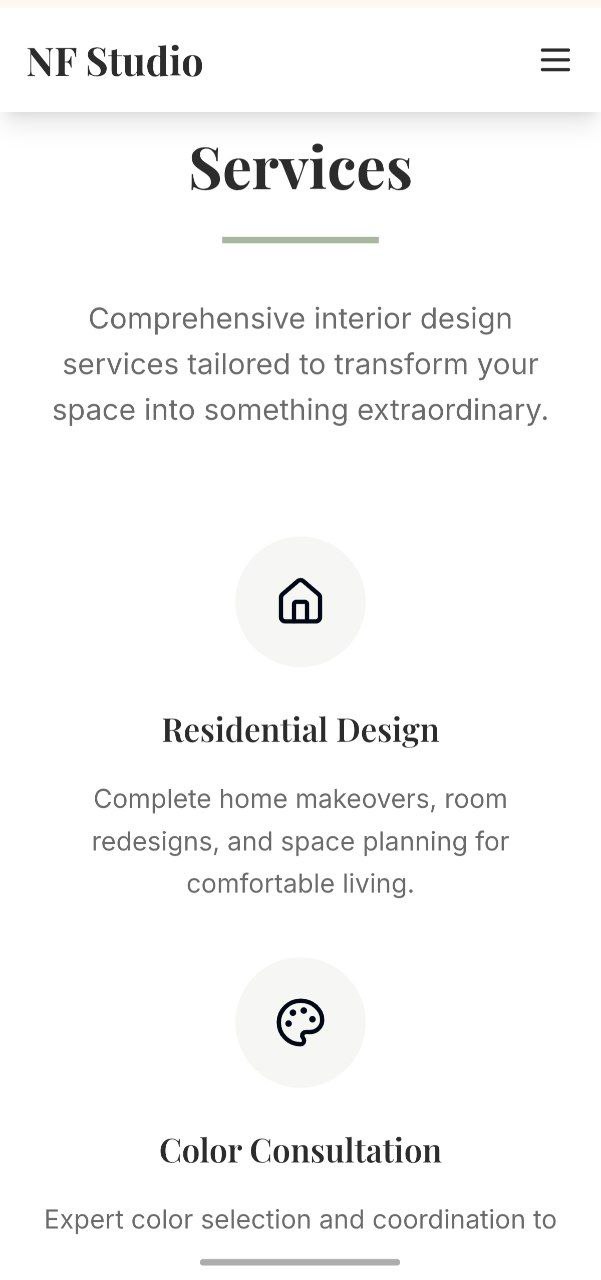 NF Studio
Services
Comprehensive interior design
services tailored to transform your
space into something extraordinary.
Residential Design
Complete home makeovers, room
redesigns, and space planning for
comfortable living.
Color Consultation
Expert color selection and coordination to